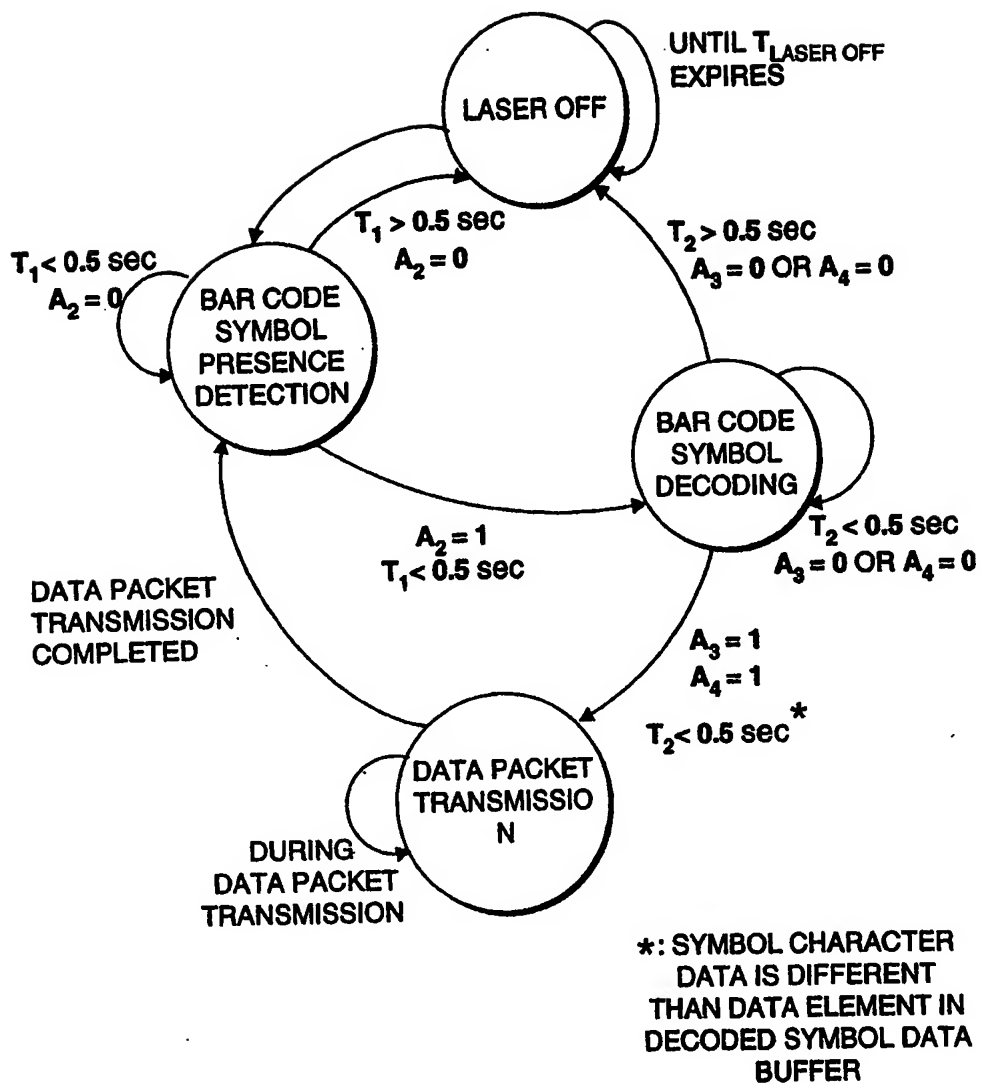 UNTIL T_LASER OFF
EXPIRES
LASER OFF
T₁ > 0.5 sec
A₂ = 0
T₂ > 0.5 sec
A₃ = 0 OR A₄ = 0
T₁ < 0.5 sec
A₂ = 0
BAR CODE
SYMBOL
PRESENCE
DETECTION
BAR CODE
SYMBOL
DECODING
T₂ < 0.5 sec
A₃ = 0 OR A₄ = 0
A₂ = 1
T₁ < 0.5 sec
DATA PACKET
TRANSMISSION
COMPLETED
A₃ = 1
A₄ = 1
T₂ < 0.5 sec*
DATA PACKET
TRANSMISSIO
N
DURING
DATA PACKET
TRANSMISSION
*: SYMBOL CHARACTER
DATA IS DIFFERENT
THAN DATA ELEMENT IN
DECODED SYMBOL DATA
BUFFER